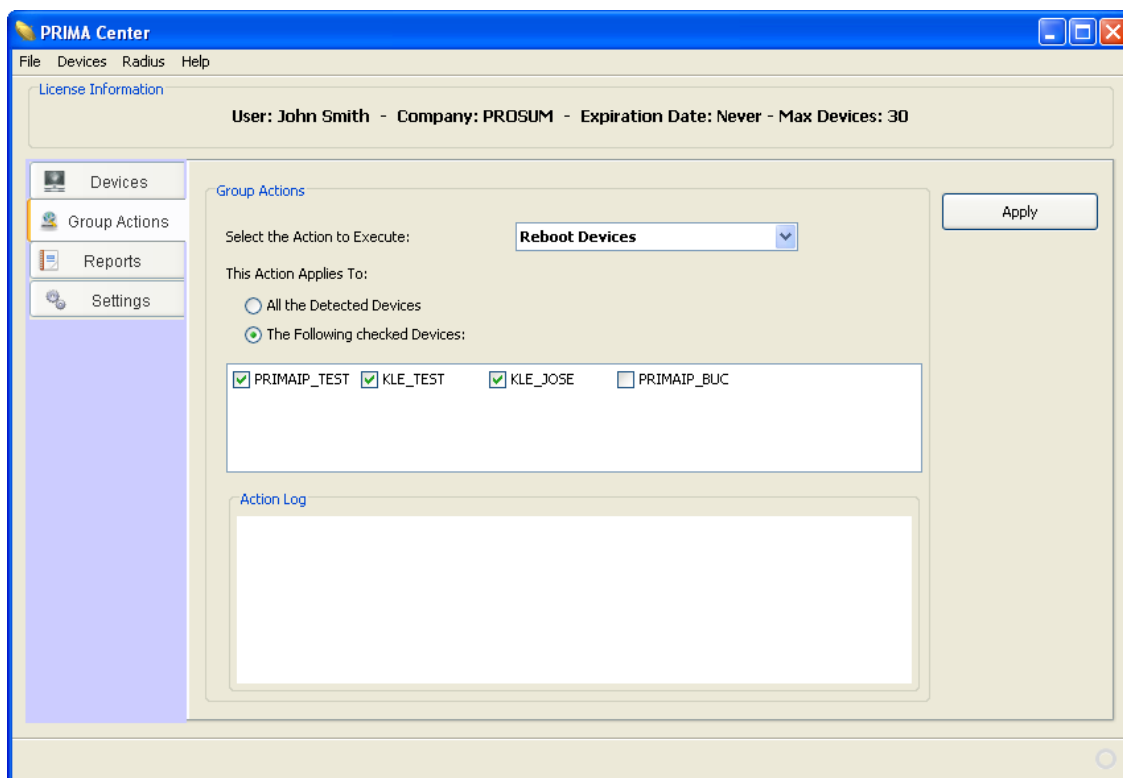 PRIMA Center
File Devices Radius Help
License Information
User: John Smith - Company: PROSUM - Expiration Date: Never - Max Devices: 30
Devices
Group Actions
Reports
Settings
Group Actions
Select the Action to Execute: Reboot Devices
Apply
This Action Applies To:
All the Detected Devices
The Following checked Devices:
PRIMAIP_TEST KLE_TEST KLE_JOSE PRIMAIP_BUC
Action Log